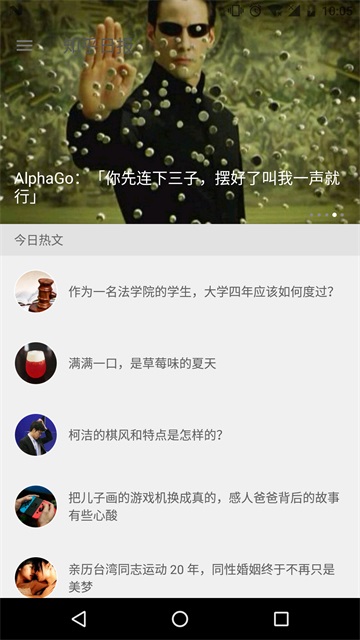 10:05
AlphaGo：「你先连下三子，摆好了叫我一声就
行」
今日热文
作为一名法学院的学生，大学四年应该如何度过？
满满一口，是草莓味的夏天
柯洁的棋风和特点是怎样的？
把儿子画的游戏机换成真的，感人爸爸背后的故事
有些心酸
亲历台湾同志运动 20 年，同性婚姻终于不再只是
美梦